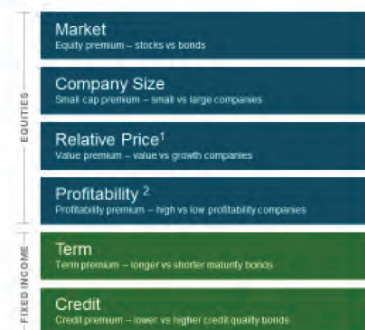 EQUITIES
Market
Equity premium – stocks vs bonds
Company Size
Small cap premium – small vs large companies
Relative Price¹
Value premium – value vs growth companies
Profitability ²
Profitability premium – high vs low profitability companies
FIXED INCOME
Term
Term premium – longer vs shorter maturity bonds
Credit
Credit premium – lower vs higher credit quality bonds